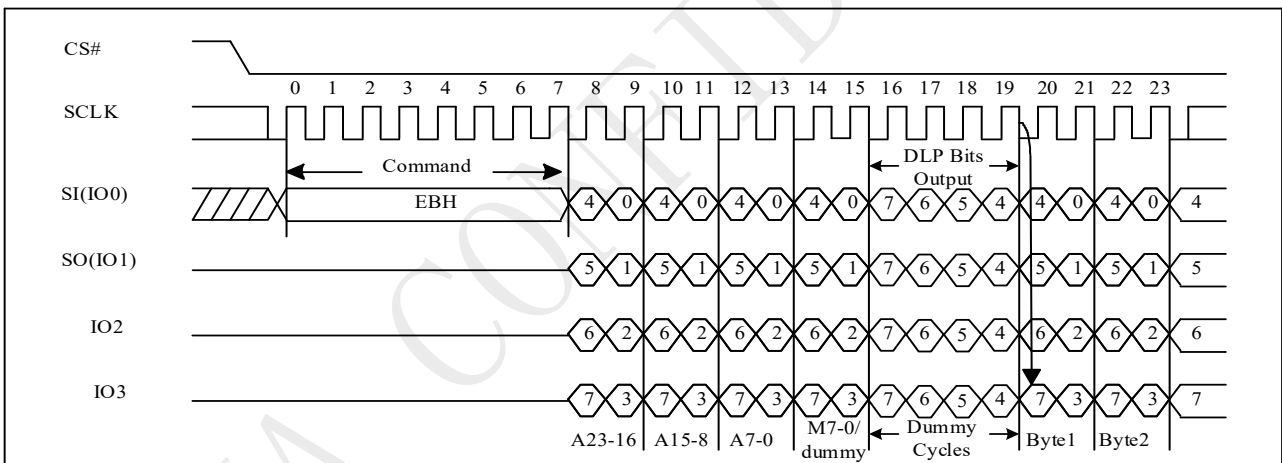 CS#
0 1 2 3 4 5 6 7 8 9 10 11 12 13 14 15 16 17 18 19 20 21 22 23
SCLK
Command
DLP Bits
Output
SI(IO0)
EBH
4 0 4 0 4 0 4 0 7 6 5 4 4 0 4 0 4
SO(IO1)
5 1 5 1 5 1 5 1 7 6 5 4 5 1 5 1 5
IO2
6 2 6 2 6 2 6 2 7 6 5 4 6 2 6 2 6
IO3
7 3 7 3 7 3 7 3 7 6 5 4 7 3 7 3 7
A23-16 A15-8 A7-0 M7-0/
dummy
Dummy
Cycles
Byte1 Byte2